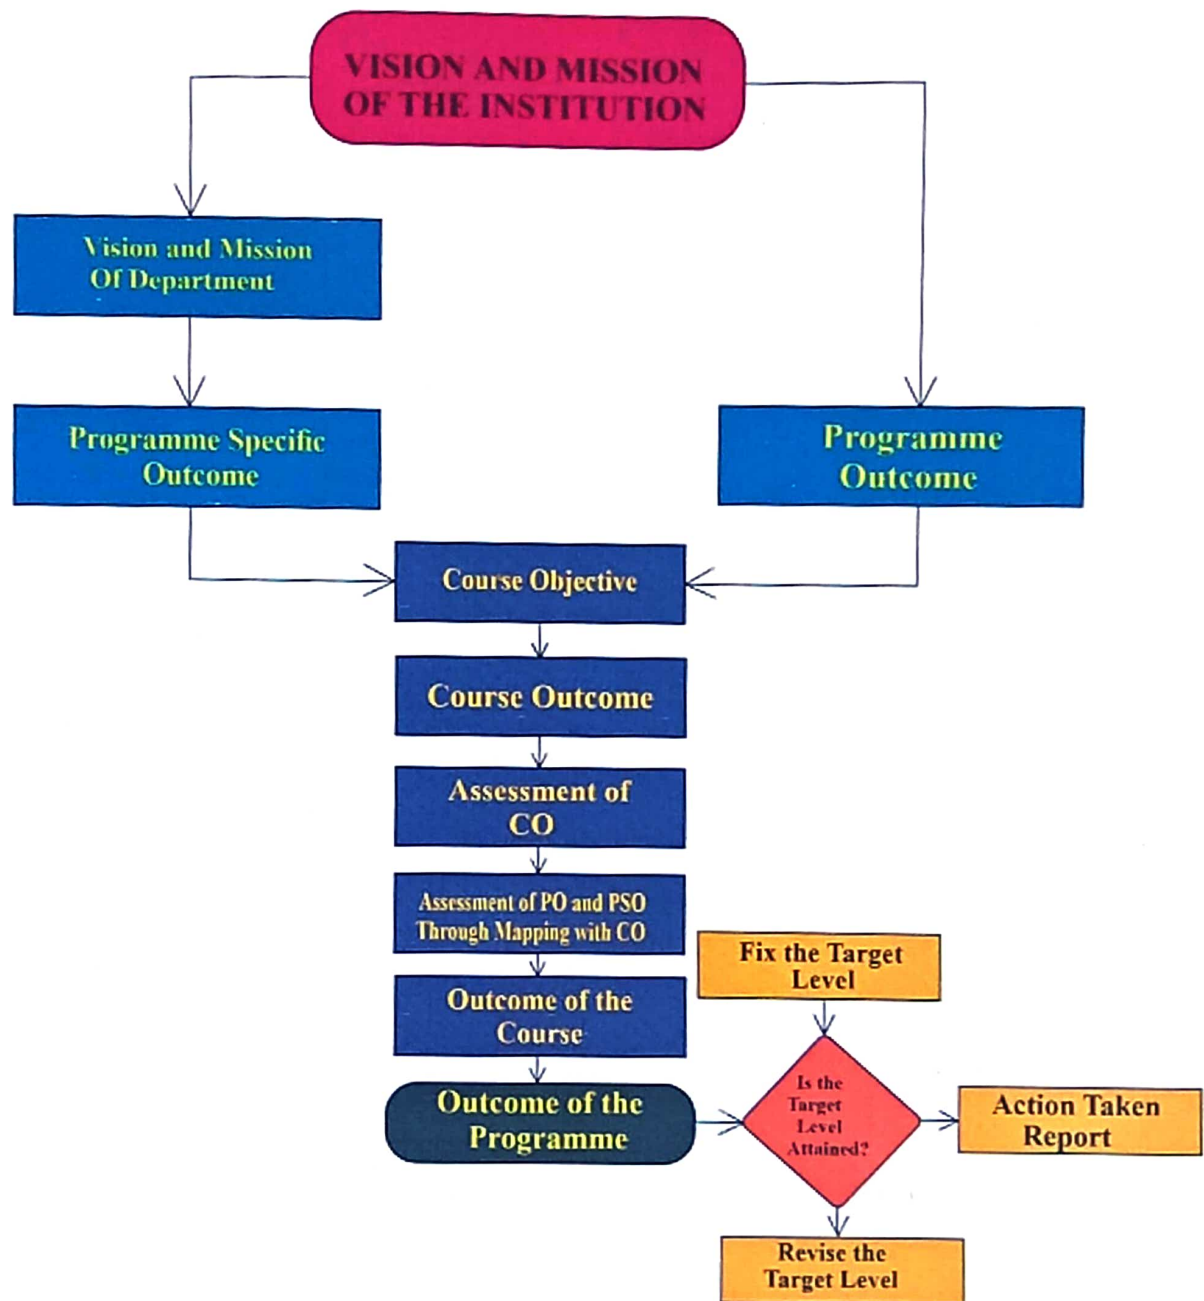 VISION AND MISSION
OF THE INSTITUTION
Vision and Mission
Of Department
Programme Specific
Outcome
Programme
Outcome
Course Objective
Course Outcome
Assessment of
CO
Assessment of PO and PSO
Through Mapping with CO
Outcome of the
Course
Outcome of the
Programme
Fix the Target
Level
Is the
Target
Level
Attained?
Action Taken
Report
Revise the
Target Level